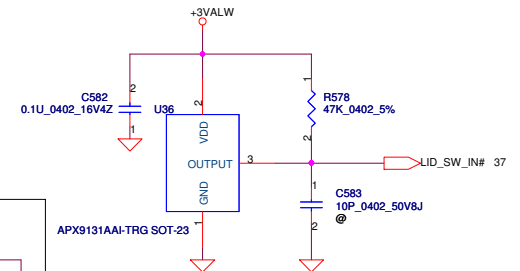 +3VALW
2
C582
0.1U_0402_16V4Z
1
U36
2
VDD
OUTPUT
3
GND
1
APX9131AAI-TRG SOT-23
1
R578
47K_0402_5%
2
LID_SW_IN# 37
1
C583
10P_0402_50V8J
2
@